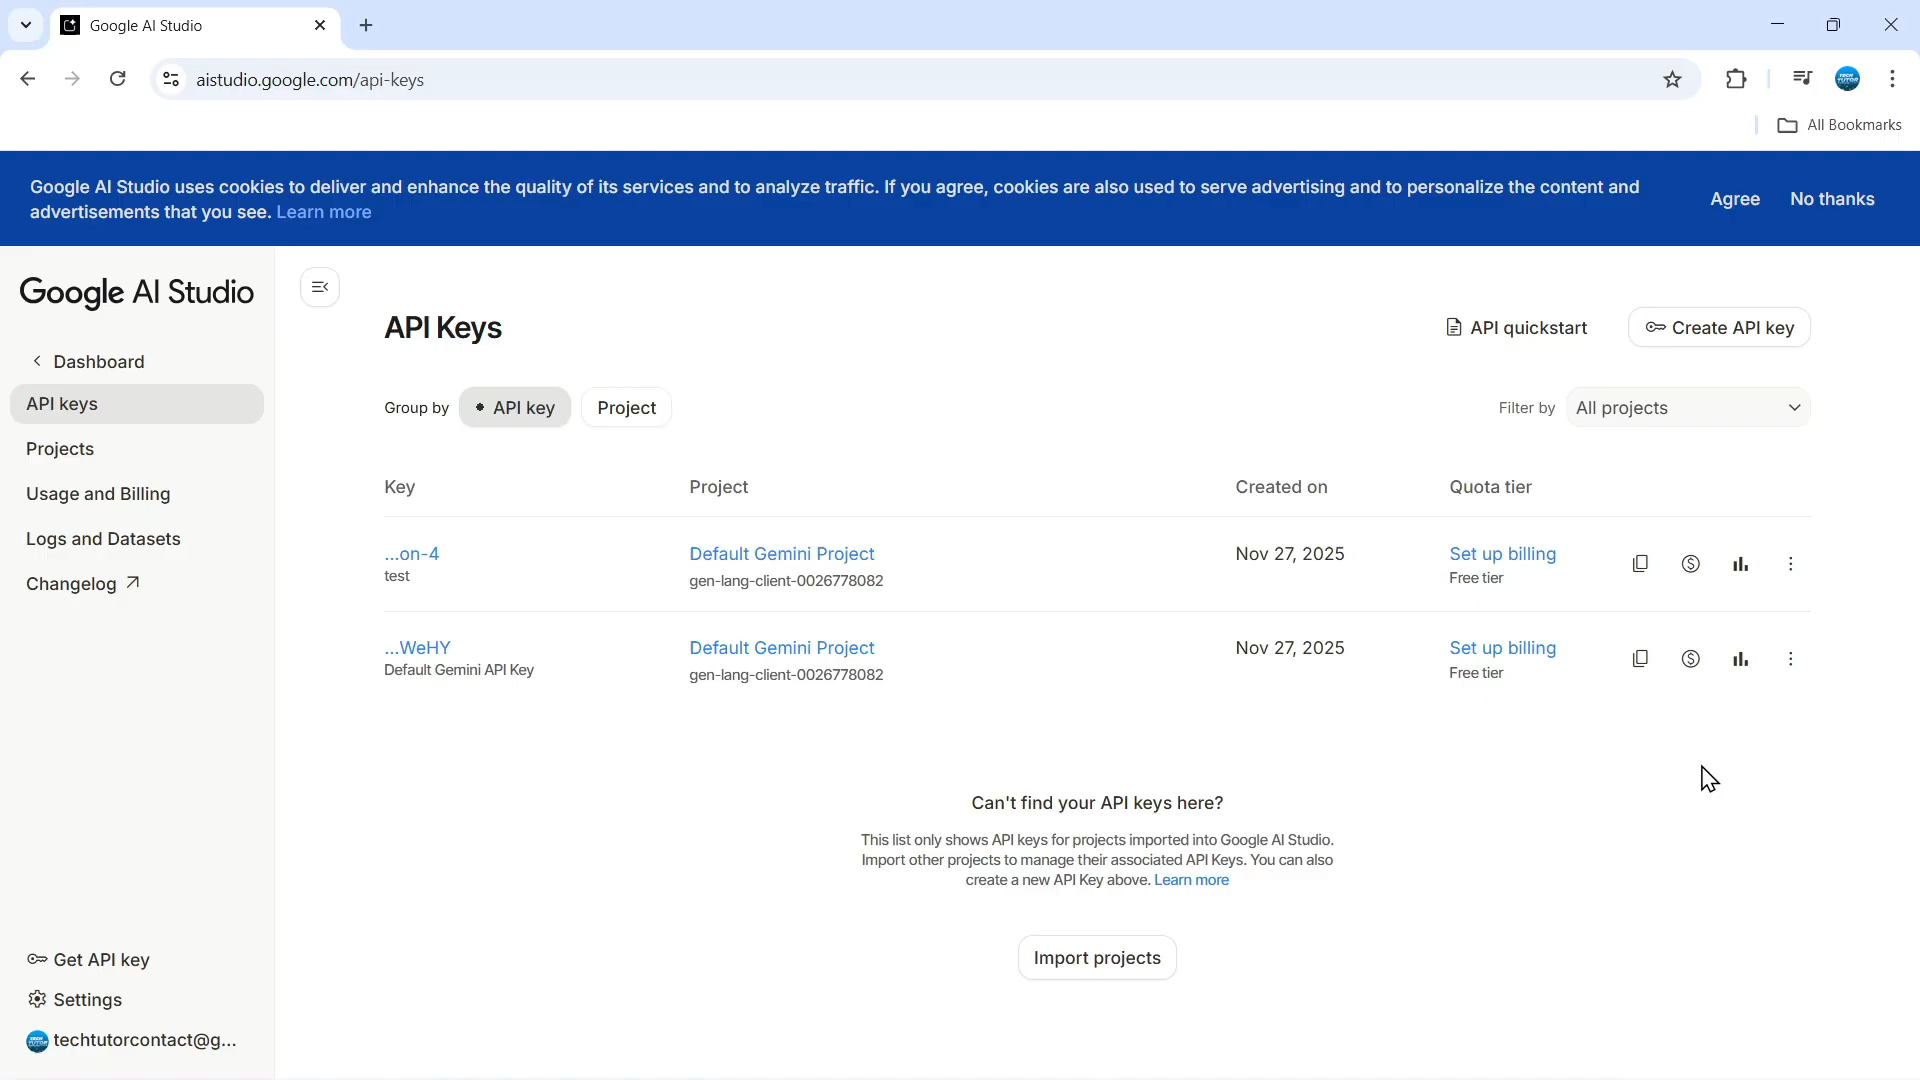 Google AI Studio
aistudio.google.com/api-keys
All Bookmarks
Google AI Studio uses cookies to deliver and enhance the quality of its services and to analyze traffic. If you agree, cookies are also used to serve advertising and to personalize the content and
advertisements that you see. Learn more
Agree
No thanks
Google AI Studio
Dashboard
API keys
Projects
Usage and Billing
Logs and Datasets
Changelog
Get API key
Settings
techtutorcontact@g...
API Keys
API quickstart
Create API key
Group by
API key
Project
Filter by
All projects
Key
Project
Created on
Quota tier
...on-4
Default Gemini Project
Nov 27, 2025
Set up billing
test
gen-lang-client-0026778082
Free tier
...WeHY
Default Gemini Project
Nov 27, 2025
Set up billing
Default Gemini API Key
gen-lang-client-0026778082
Free tier
Can't find your API keys here?
This list only shows API keys for projects imported into Google AI Studio.
Import other projects to manage their associated API Keys. You can also
create a new API Key above. Learn more
Import projects